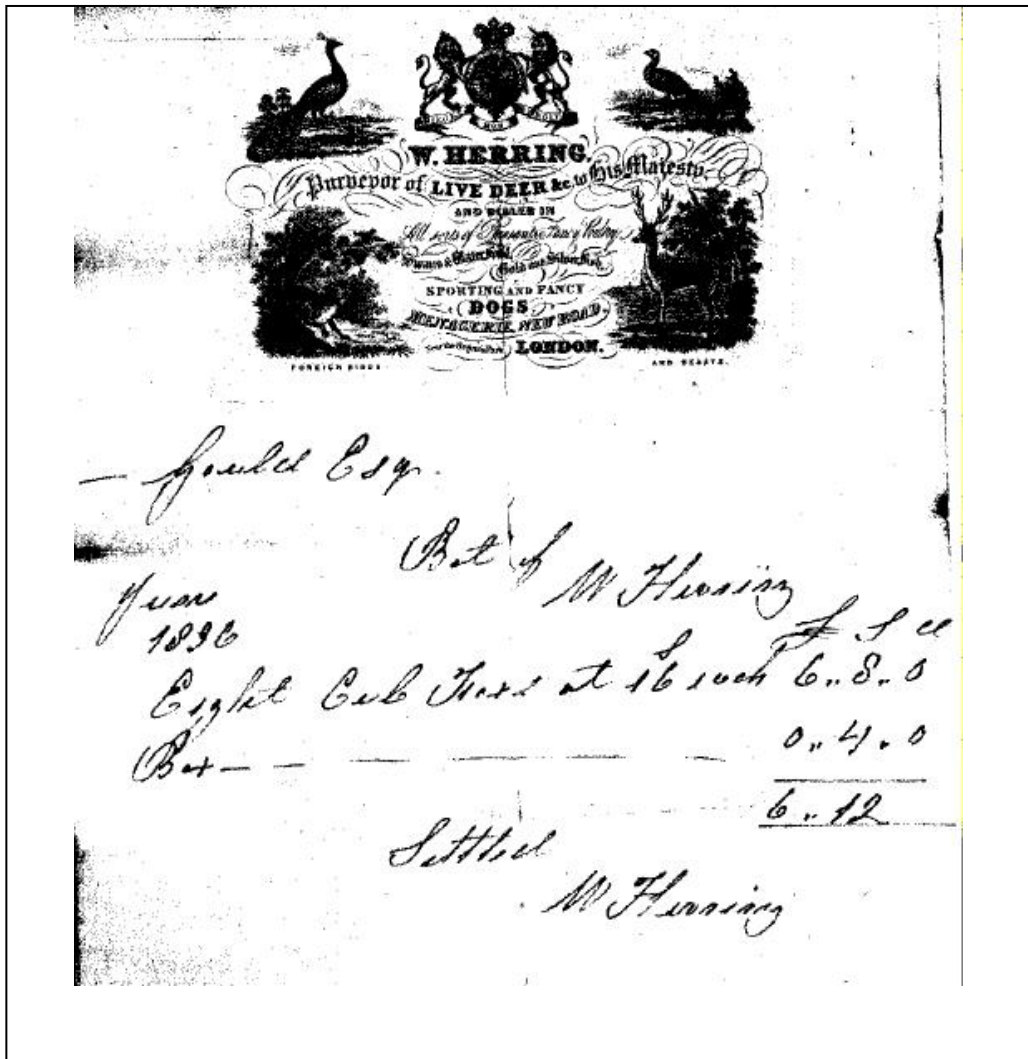 W. HERRING,
Purveyor of LIVE DEER &c. to His Majesty,
AND DEALER IN
All sorts of Pheasants Fancy Poultry
Swans & Water Fowl
Gold and Silver Fish
SPORTING AND FANCY
DOGS
MENAGERIE, NEW ROAD,
LONDON.
FOREIGN BIRDS
AND BEASTS.
— Gould Esqr.
Bot of
W Herring
June
1836
£ S d
S
Eight Cub Foxes at 16 each 6 " 8 " 0
Box — — — — — — 0 " 4 " 0
6 " 12
Settled
W Herring